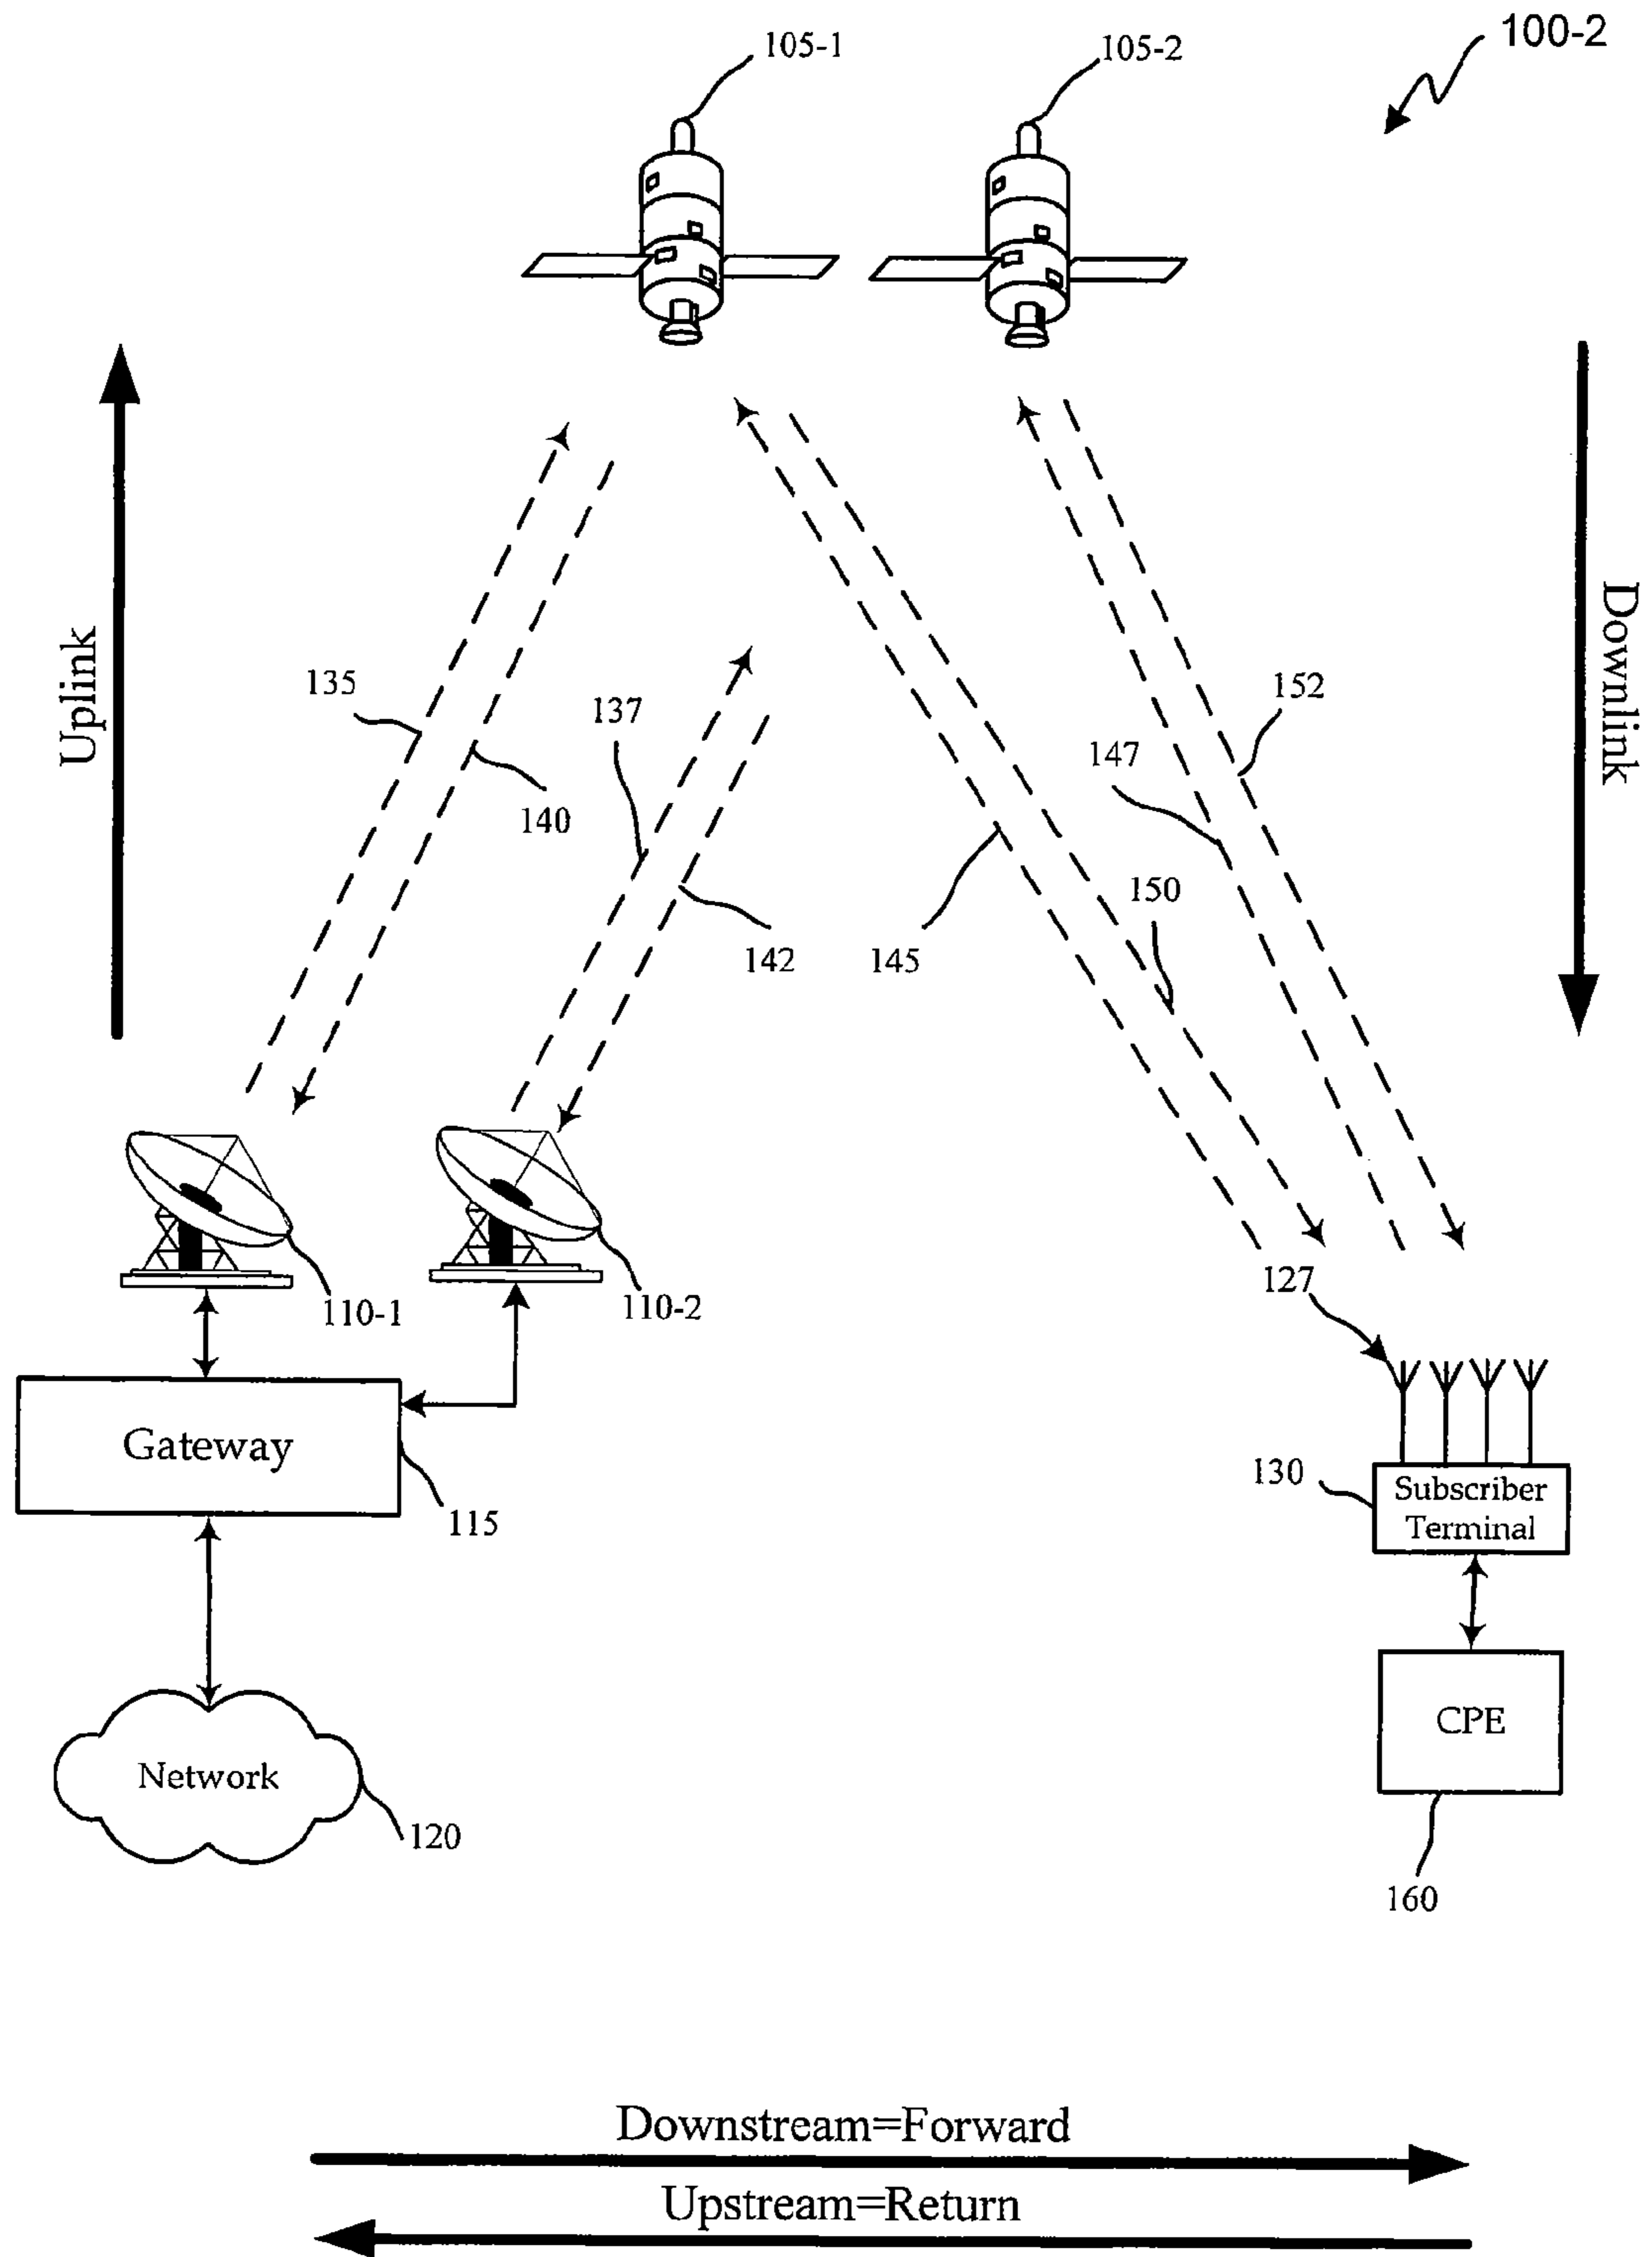 105-1
105-2
100-2
Uplink
Downlink
135
137
152
147
140
150
142
145
127
110-1
110-2
Gateway
130
Subscriber
Terminal
115
CPE
Network
120
160
Downstream=Forward
Upstream=Return